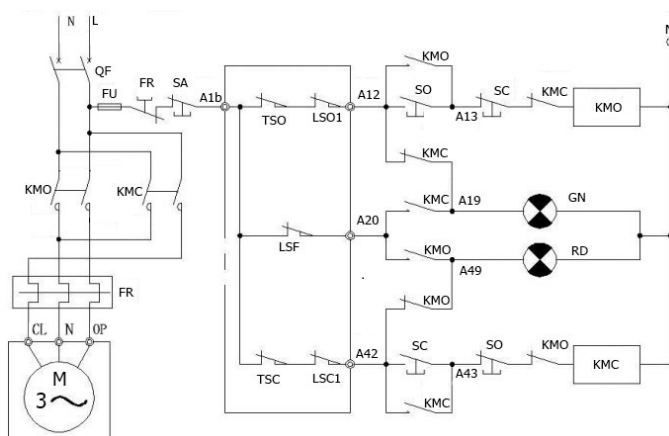 N L
N
QF
FU
FR
SA
A1b
TSO
LSO1
A12
KMO
SO
A13
SC
KMC
KMO
KMC
KMO
KMC
LSF
A20
KMC
A19
GN
KMO
A49
RD
KMO
FR
CL N OP
M
3
TSC
LSC1
A42
SC
A43
SO
KMO
KMC
KMC